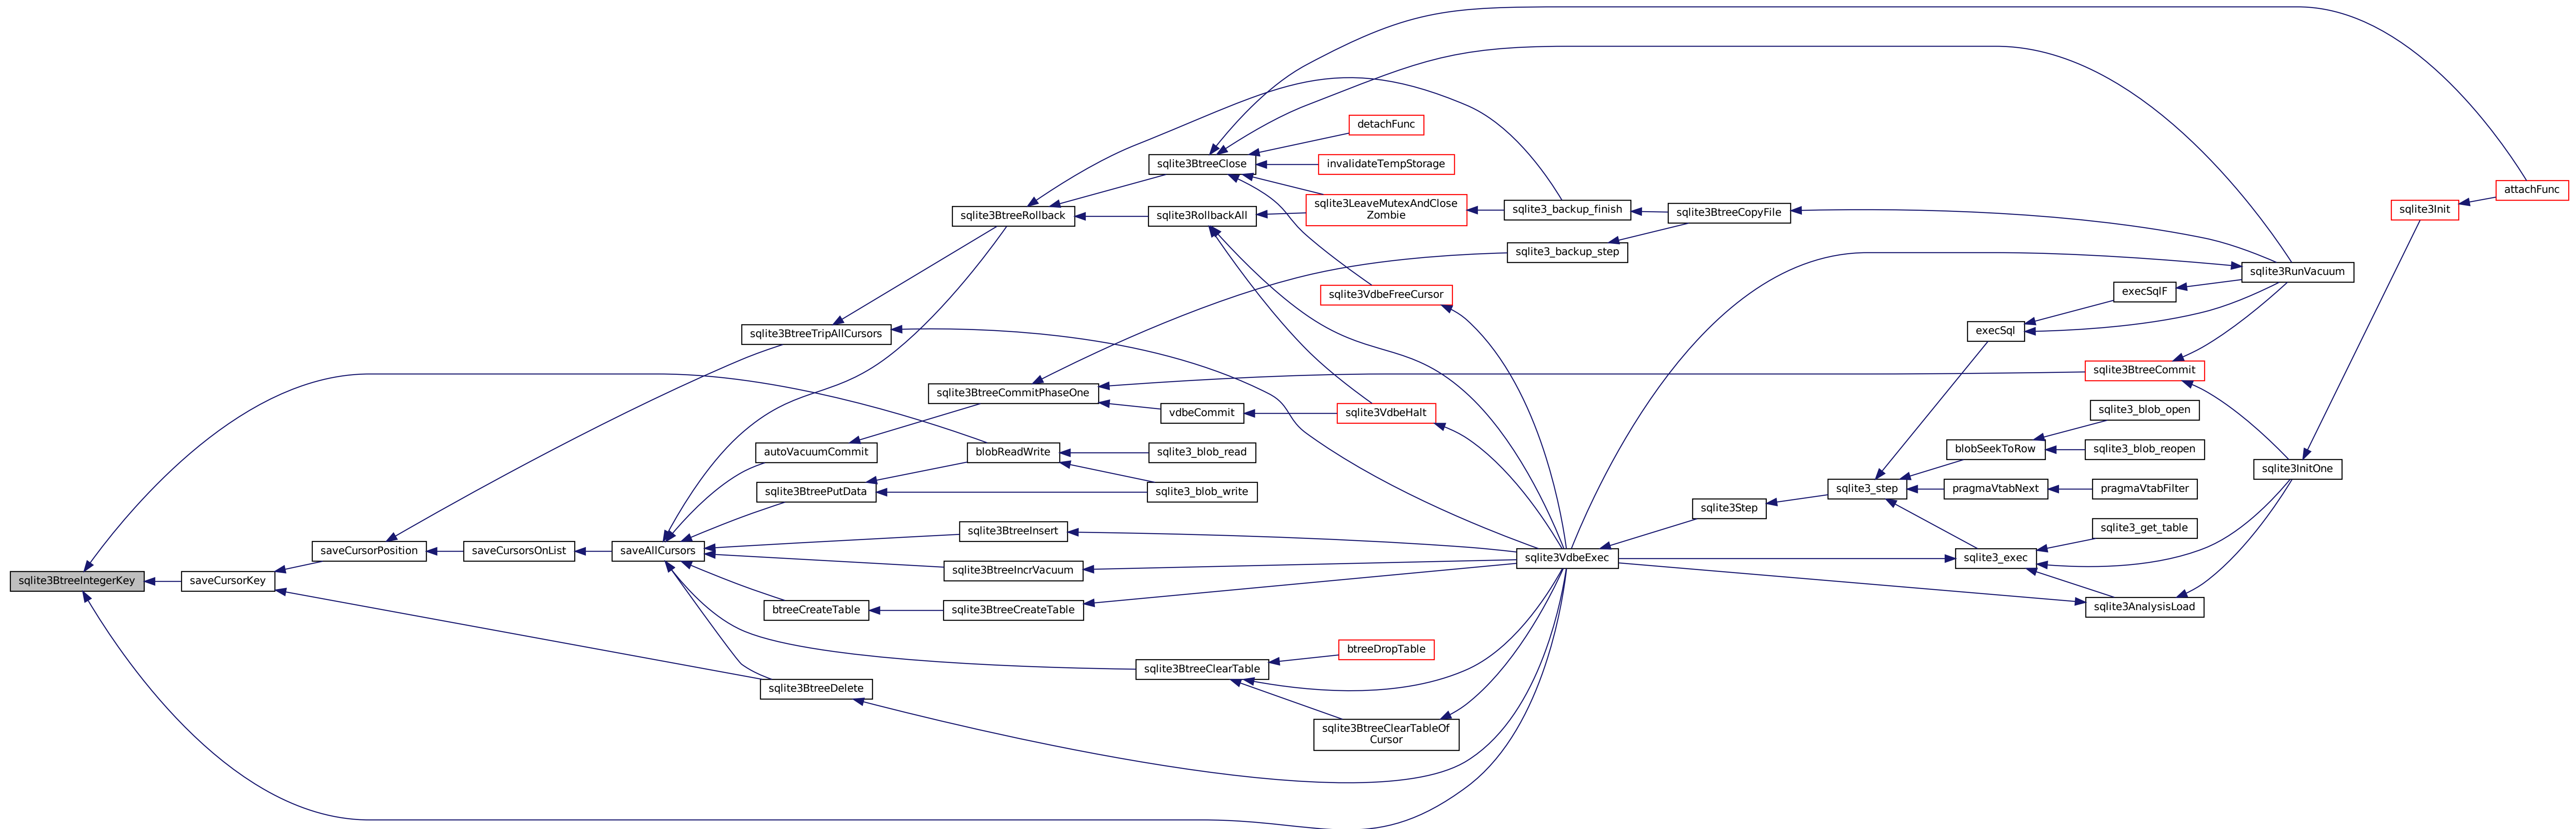 sqlite3BtreeIntegerKey
saveCursorKey
saveCursorPosition
saveCursorsOnList
saveAllCursors
sqlite3BtreeTripAllCursors
autoVacuumCommit
sqlite3BtreePutData
btreeCreateTable
sqlite3BtreeDelete
sqlite3BtreeRollback
sqlite3BtreeCommitPhaseOne
blobReadWrite
sqlite3BtreeInsert
sqlite3BtreeIncrVacuum
sqlite3BtreeCreateTable
sqlite3BtreeClose
sqlite3RollbackAll
vdbeCommit
sqlite3_blob_read
sqlite3_blob_write
sqlite3BtreeClearTable
detachFunc
invalidateTempStorage
sqlite3LeaveMutexAndClose
Zombie
sqlite3VdbeFreeCursor
sqlite3VdbeHalt
btreeDropTable
sqlite3BtreeClearTableOf
Cursor
sqlite3_backup_finish
sqlite3_backup_step
sqlite3VdbeExec
sqlite3BtreeCopyFile
sqlite3Step
sqlite3_step
execSql
blobSeekToRow
pragmaVtabNext
sqlite3_exec
execSqlF
sqlite3BtreeCommit
sqlite3_blob_open
sqlite3_blob_reopen
pragmaVtabFilter
sqlite3_get_table
sqlite3AnalysisLoad
sqlite3RunVacuum
sqlite3InitOne
sqlite3Init
attachFunc